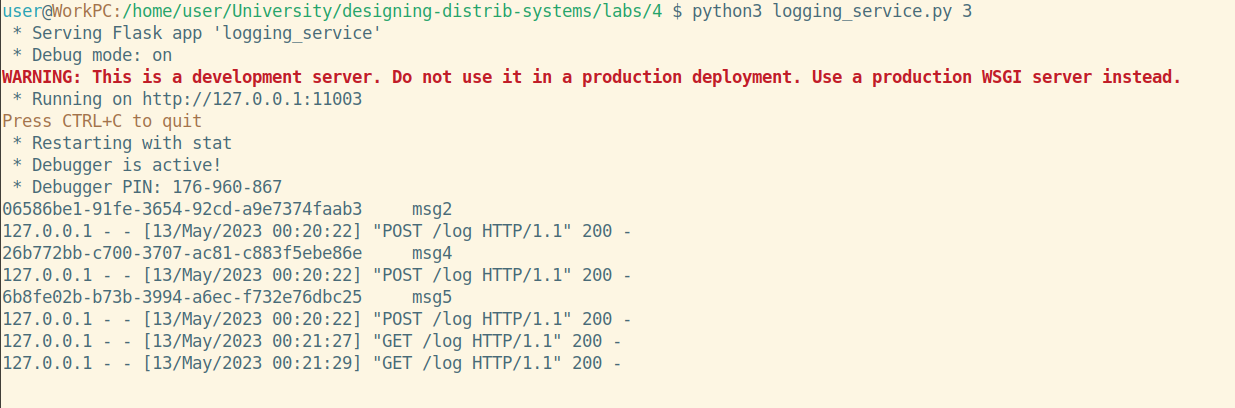 user@WorkPC:/home/user/University/designing-distrib-systems/labs/4 $ python3 logging_service.py 3
 * Serving Flask app 'logging_service'
 * Debug mode: on
WARNING: This is a development server. Do not use it in a production deployment. Use a production WSGI server instead.
 * Running on http://127.0.0.1:11003
Press CTRL+C to quit
 * Restarting with stat
 * Debugger is active!
 * Debugger PIN: 176-960-867
06586be1-91fe-3654-92cd-a9e7374faab3     msg2
127.0.0.1 - - [13/May/2023 00:20:22] "POST /log HTTP/1.1" 200 -
26b772bb-c700-3707-ac81-c883f5ebe86e     msg4
127.0.0.1 - - [13/May/2023 00:20:22] "POST /log HTTP/1.1" 200 -
6b8fe02b-b73b-3994-a6ec-f732e76dbc25     msg5
127.0.0.1 - - [13/May/2023 00:20:22] "POST /log HTTP/1.1" 200 -
127.0.0.1 - - [13/May/2023 00:21:27] "GET /log HTTP/1.1" 200 -
127.0.0.1 - - [13/May/2023 00:21:29] "GET /log HTTP/1.1" 200 -